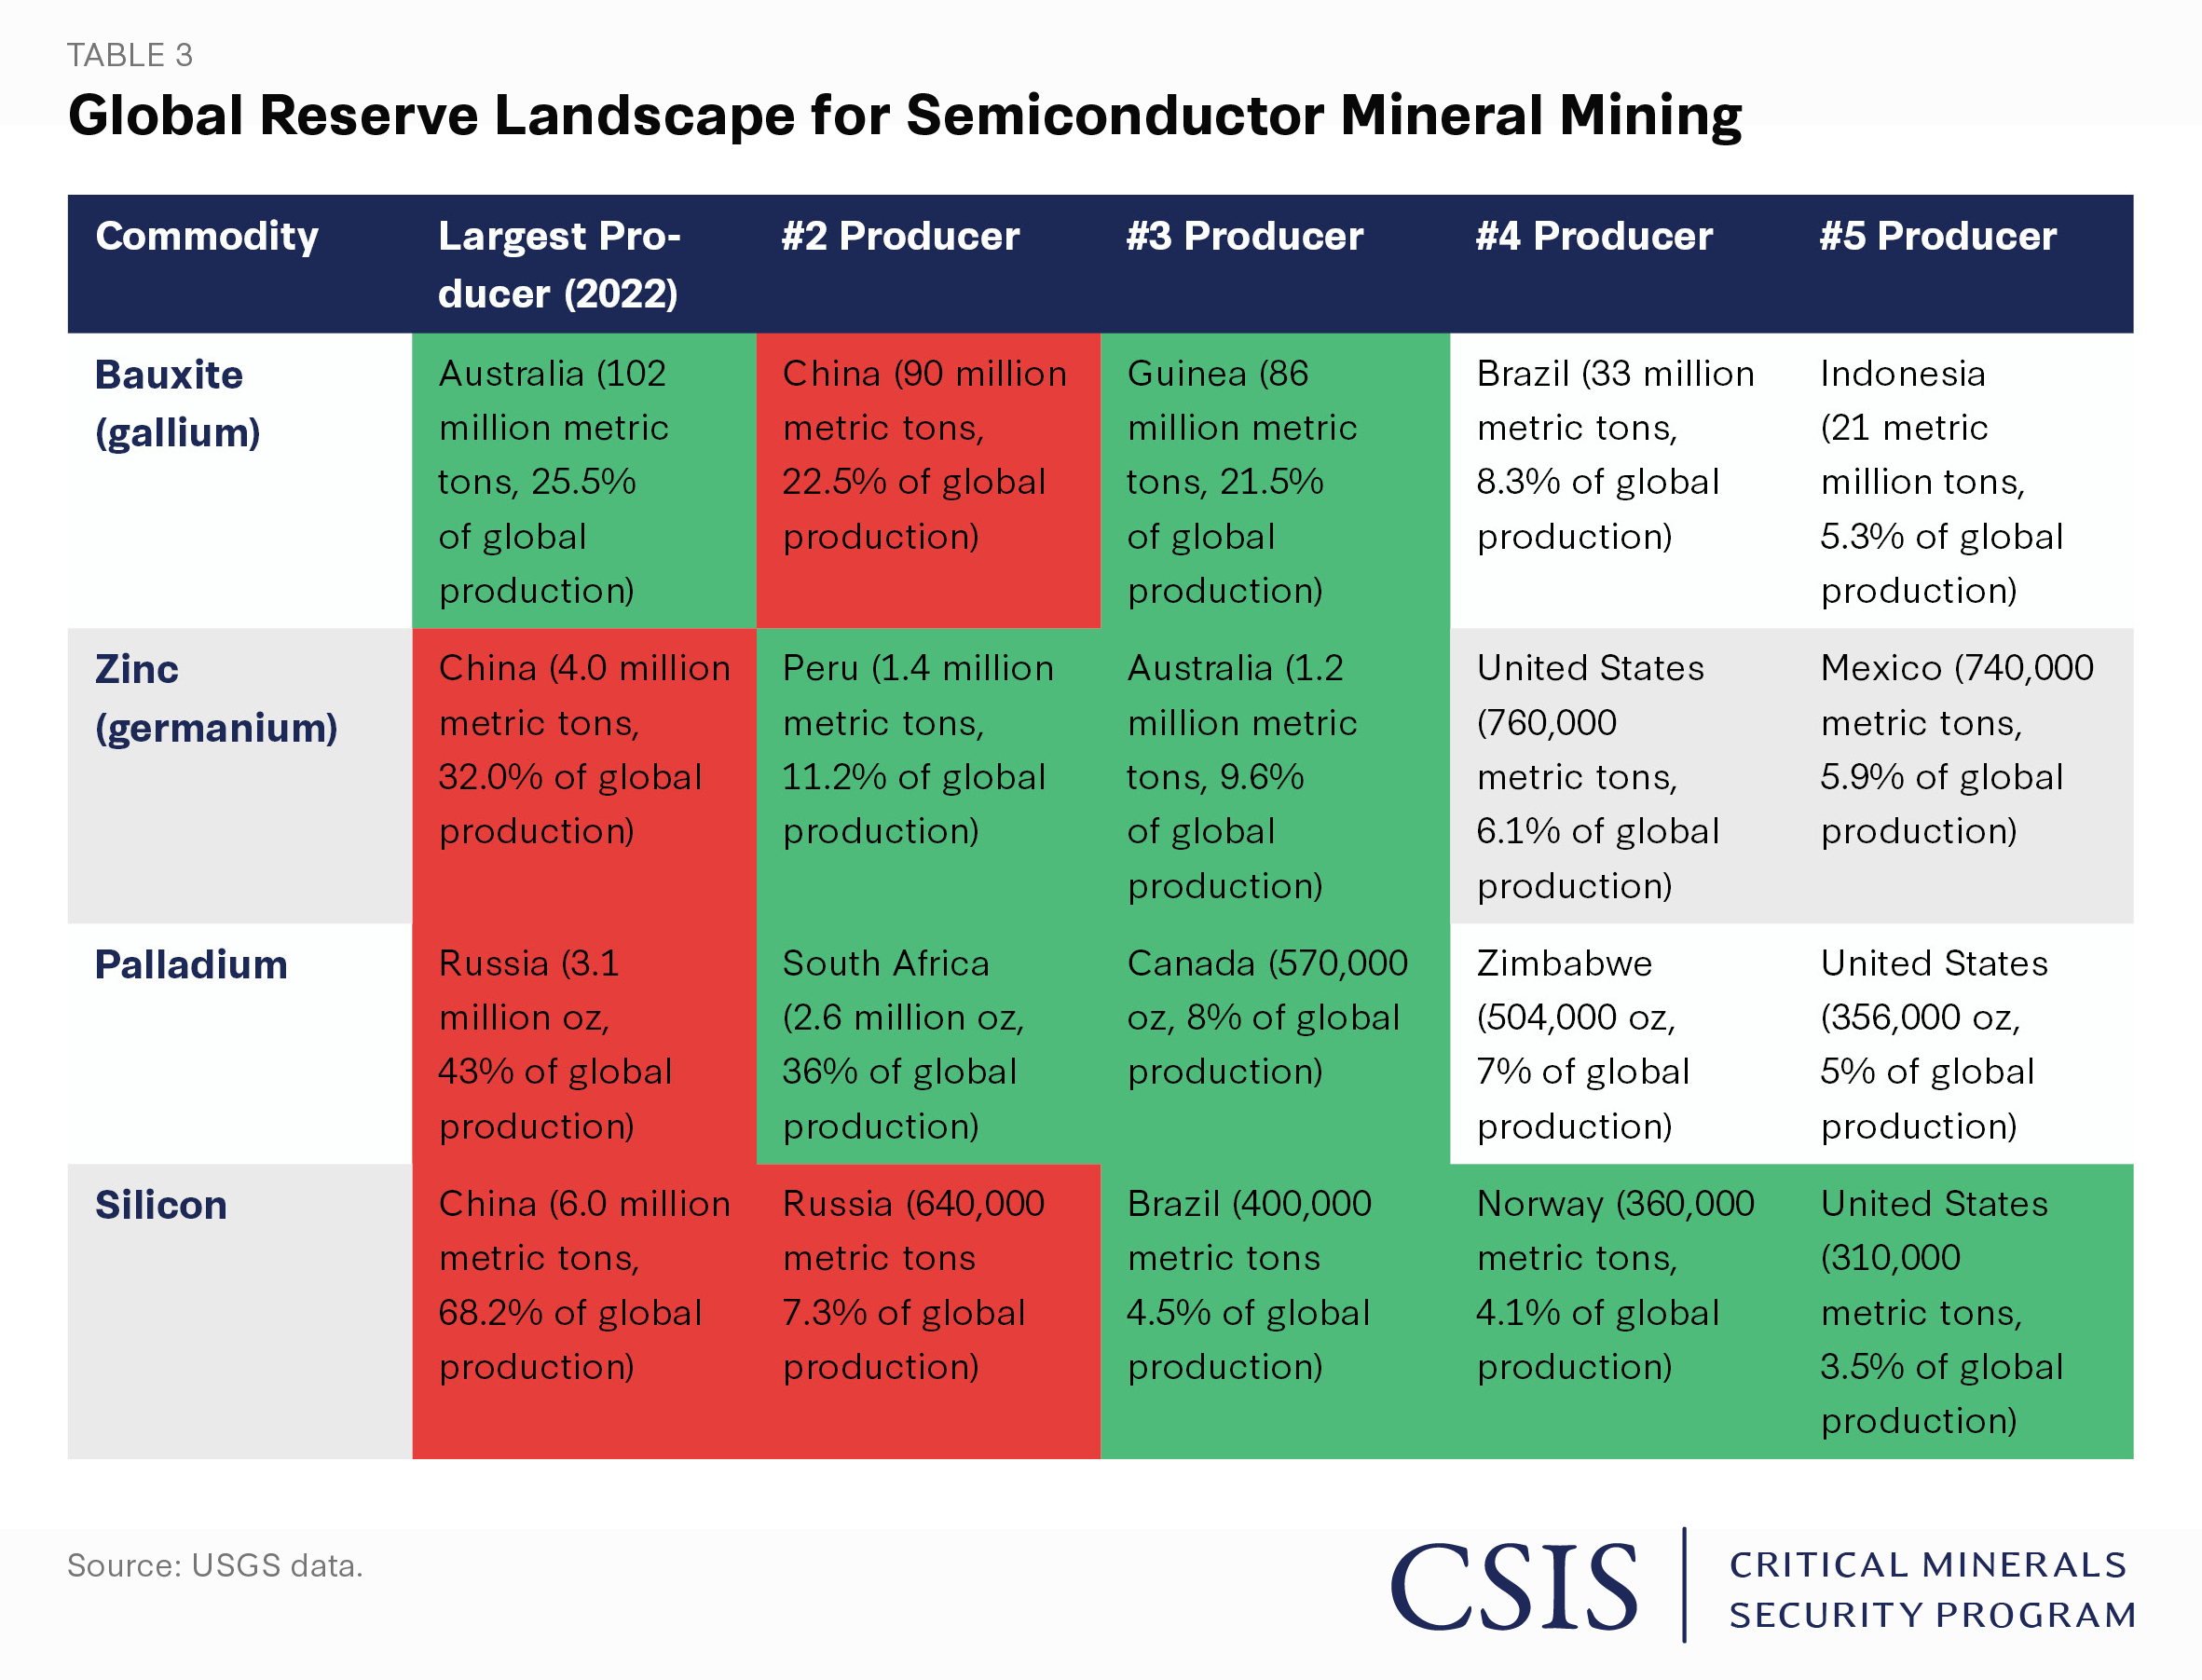 TABLE 3
Global Reserve Landscape for Semiconductor Mineral Mining
Commodity
Largest Pro-
ducer (2022)
#2 Producer
#3 Producer
#4 Producer
#5 Producer
Bauxite
(gallium)
Australia (102
million metric
tons, 25.5%
of global
production)
China (90 million
metric tons,
22.5% of global
production)
Guinea (86
million metric
tons, 21.5%
of global
production)
Brazil (33 million
metric tons,
8.3% of global
production)
Indonesia
(21 metric
million tons,
5.3% of global
production)
Zinc
(germanium)
China (4.0 million
metric tons,
32.0% of global
production)
Peru (1.4 million
metric tons,
11.2% of global
production)
Australia (1.2
million metric
tons, 9.6%
of global
production)
United States
(760,000
metric tons,
6.1% of global
production)
Mexico (740,000
metric tons,
5.9% of global
production)
Palladium
Russia (3.1
million oz,
43% of global
production)
South Africa
(2.6 million oz,
36% of global
production)
Canada (570,000
oz, 8% of global
production)
Zimbabwe
(504,000 oz,
7% of global
production)
United States
(356,000 oz,
5% of global
production)
Silicon
China (6.0 million
metric tons,
68.2% of global
production)
Russia (640,000
metric tons
7.3% of global
production)
Brazil (400,000
metric tons
4.5% of global
production)
Norway (360,000
metric tons,
4.1% of global
production)
United States
(310,000
metric tons,
3.5% of global
production)
Source: USGS data.
CSIS
CRITICAL MINERALS
SECURITY PROGRAM